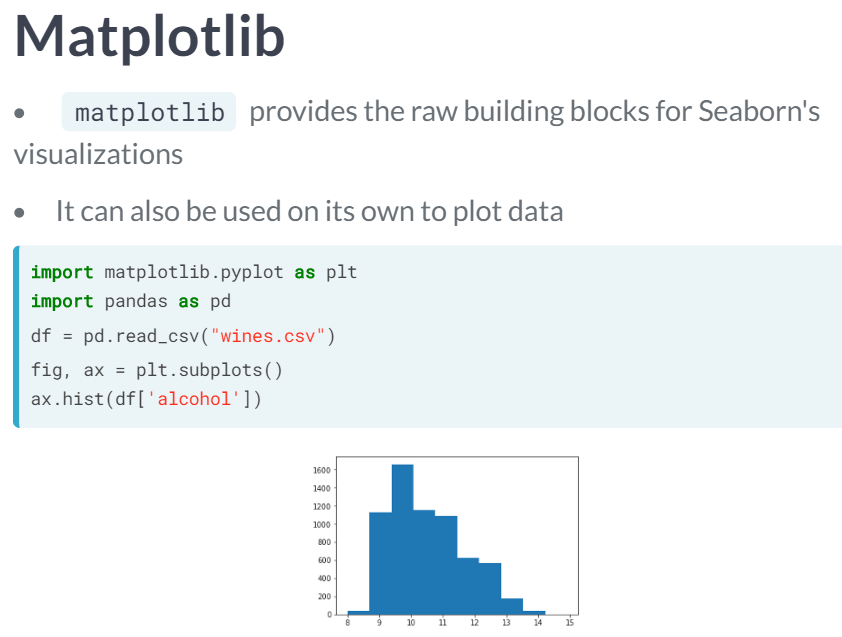 Matplotlib
• matplotlib provides the raw building blocks for Seaborn's
visualizations
• It can also be used on its own to plot data
import matplotlib.pyplot as plt
import pandas as pd
df = pd.read_csv("wines.csv")
fig, ax = plt.subplots()
ax.hist(df['alcohol'])
1600
1400
1200
1000
800
600
400
200
0
8 9 10 11 12 13 14 15